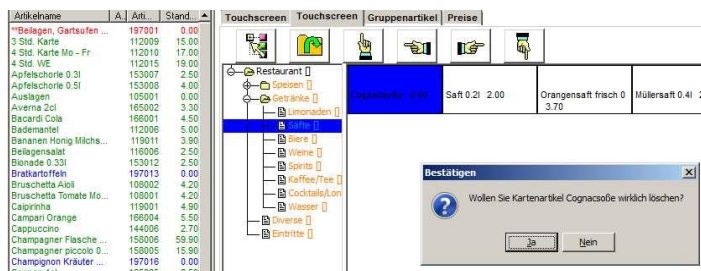 Artikelname A.. Arti... Stand...
**Beilagen, Gartsufen ... 197001 0.00
3 Std. Karte 112009 15.00
4 Std. Karte Mo - Fr 112010 17.00
4 Std. WE 112015 19.00
Apfelschorle 0.3l 153007 2.50
Apfelschorle 0,5l 153008 4.00
Auslagen 105001 0.00
Averna 2cl 165002 3.30
Bacardi Cola 166001 4.50
Bademantel 112006 5.00
Bananen Honig Milchs... 119011 3.90
Beilagensalat 116006 2.50
Bionade 0.33l 153012 2.50
Bratkartoffeln 197013 0.00
Bruschetta Aioli 108002 4.20
Bruschetta Tomate Mo... 108001 4.20
Caipirinha 119001 4.90
Campari Orange 166004 5.50
Cappuccino 144006 2.70
Champagner Flasche ... 158006 59.90
Champagner piccolo 0... 158005 15.90
Champignon Kräuter ... 197016 0.00
Touchscreen Touchscreen Gruppenartikel Preise
Restaurant []
Speisen []
Getränke []
Limonaden []
Säfte []
Biere []
Weine []
Spirits []
Kaffee/Tee []
Cocktails/Lon
Wasser []
Diverse []
Eintritte []
Cognacsoße 0.00
Saft 0.2l 2.00
Orangensaft frisch 0
3.70
Müllersaft 0.4l 2
Bestätigen
Wollen Sie Kartenartikel Cognacsoße wirklich löschen?
Ja Nein